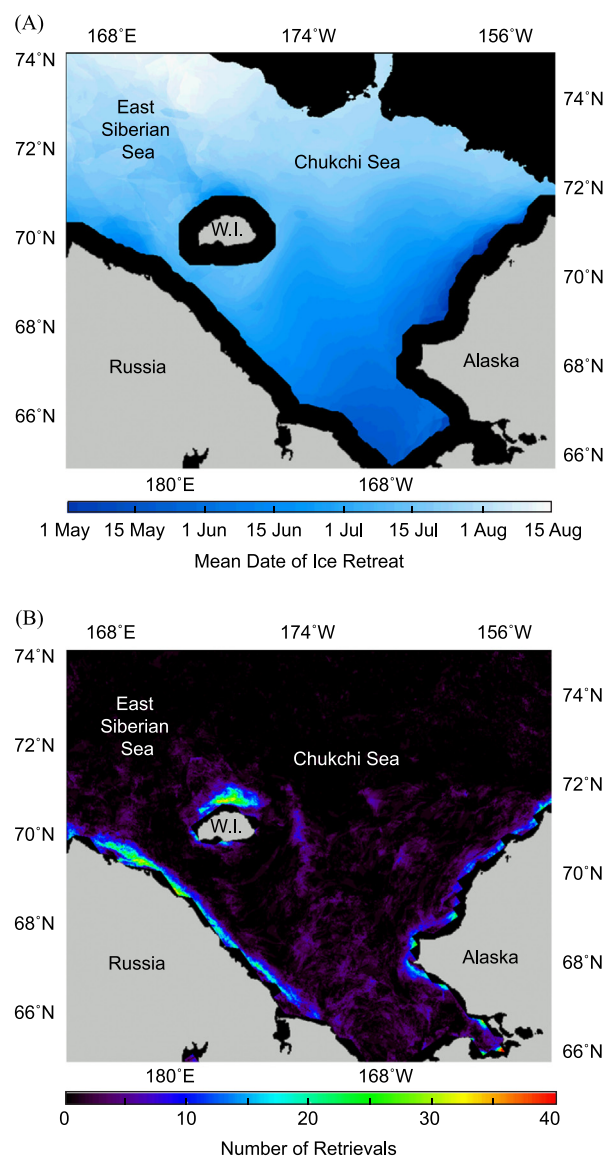 (A)
168°E 174°W 156°W
74°N
74°N
East
Siberian
Sea
72°N
Chukchi Sea
72°N
W.I.
70°N
70°N
68°N
Russia
Alaska
68°N
66°N
66°N
180°E 168°W
1 May 15 May 1 Jun 15 Jun 1 Jul 15 Jul 1 Aug 15 Aug
Mean Date of Ice Retreat
(B)
168°E 174°W 156°W
74°N
74°N
East
Siberian
Sea
72°N
Chukchi Sea
72°N
W.I.
70°N
70°N
68°N
Russia
Alaska
68°N
66°N
66°N
180°E 168°W
0 10 20 30 40
Number of Retrievals